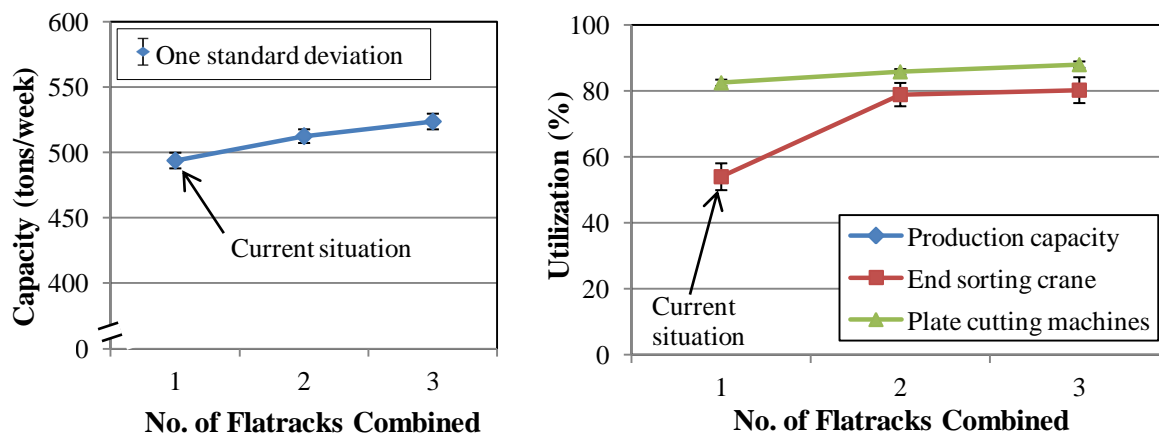 600
550
500
450
400
0
Capacity (tons/week)
One standard deviation
Current situation
1 2 3
No. of Flatracks Combined
100
80
60
40
20
0
Utilization (%)
Current
situation
Production capacity
End sorting crane
Plate cutting machines
1 2 3
No. of Flatracks Combined